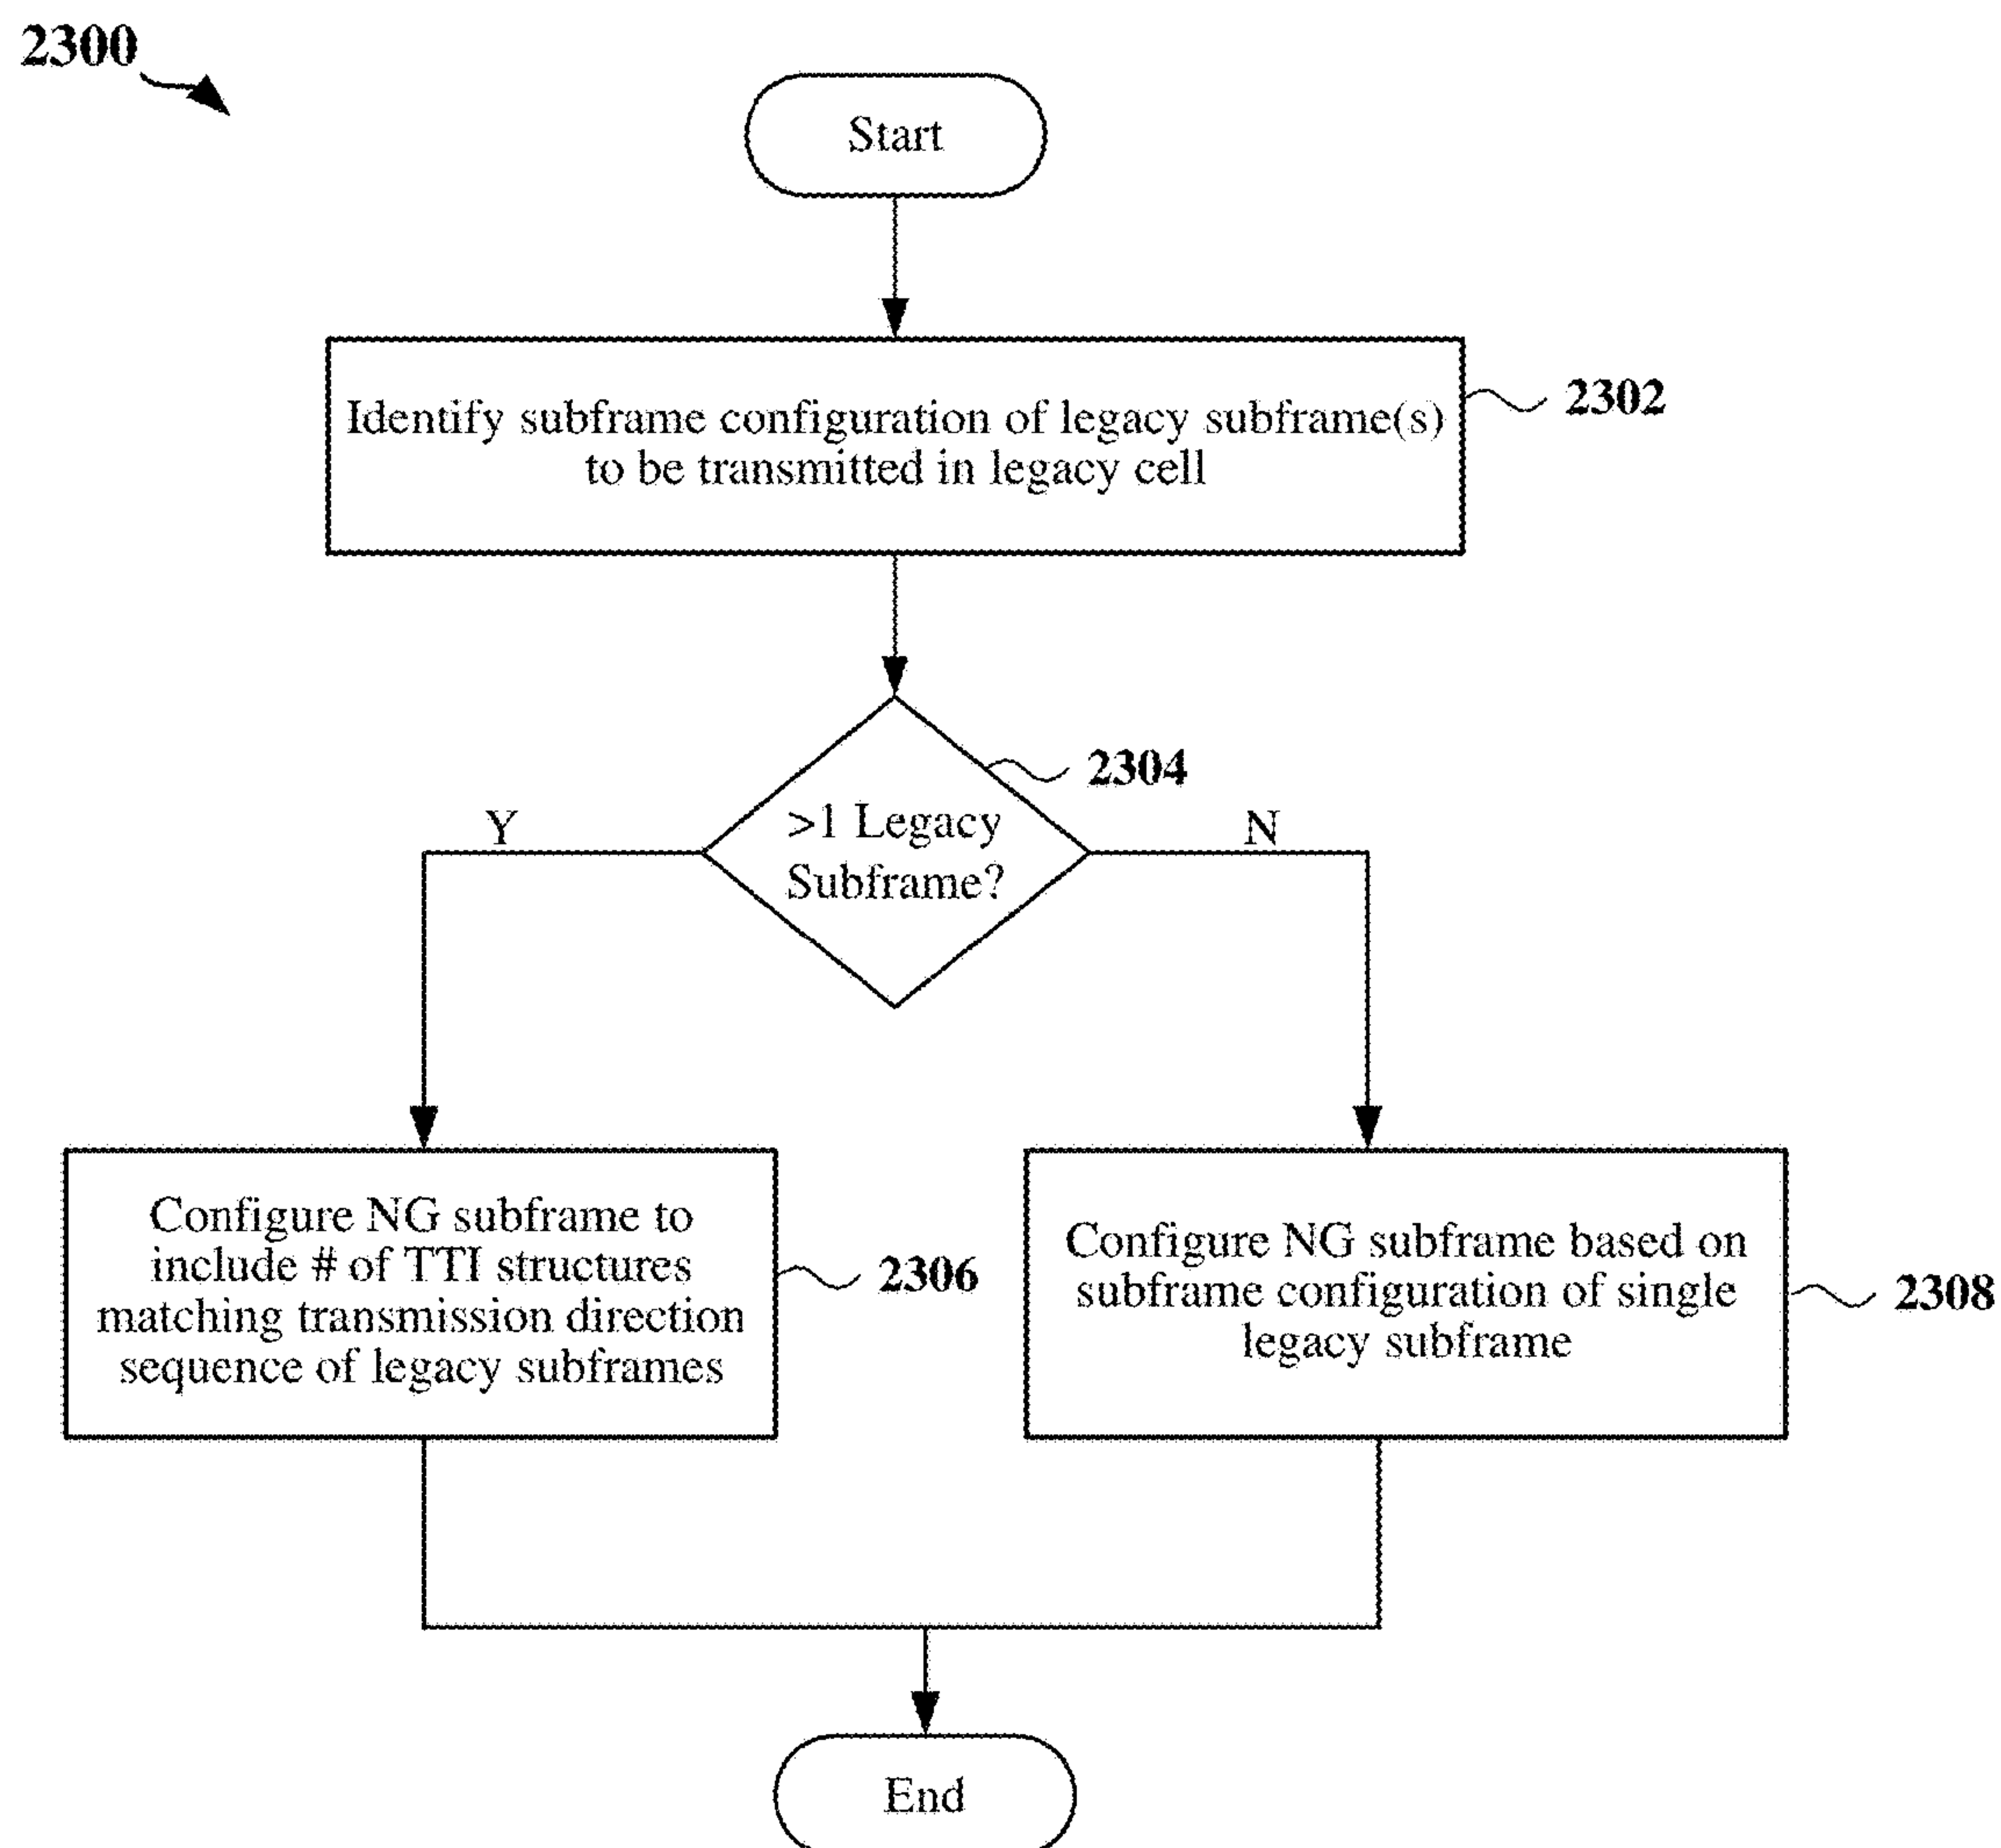 2300
Start
Identify subframe configuration of legacy subframe(s)
to be transmitted in legacy cell
2302
2304
>1 Legacy
Subframe?
Y
N
Configure NG subframe to
include # of TTI structures
matching transmission direction
sequence of legacy subframes
2306
Configure NG subframe based on
subframe configuration of single
legacy subframe
2308
End